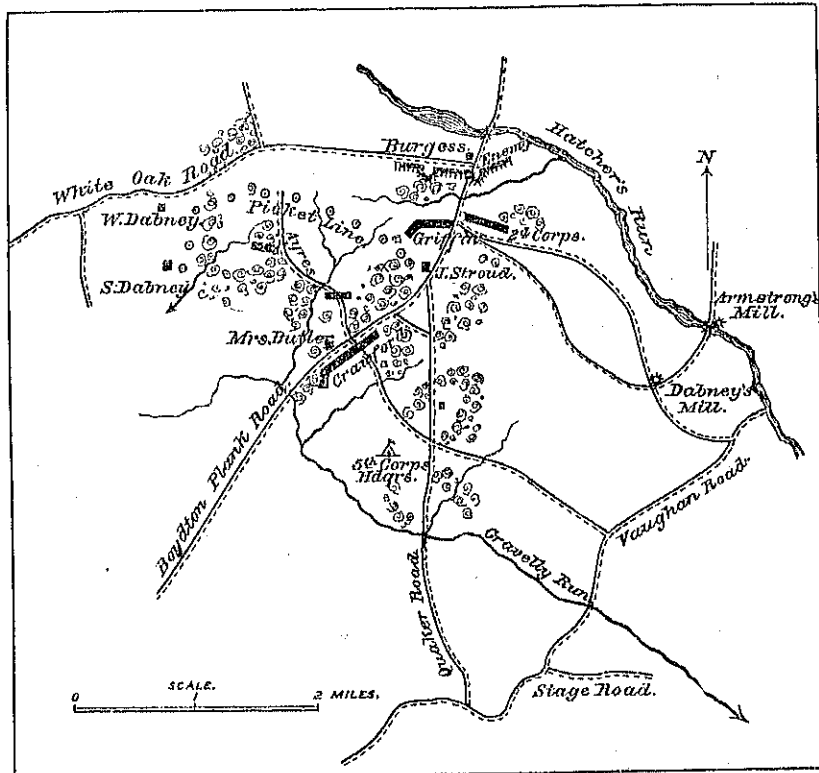 Hatcher's Run
Burgess.
Enemy
N
White Oak Road.
W. Dabney.
Picket Line
Griffin
2d Corps.
Ayres
S. Dabney
J. Stroud.
Armstrong's
Mill.
Mrs. Butler
Crawford
Dabney's
Mill.
Boydton Plank Road
5th Corps
Hdqrs.
Vaughan Road.
Gravelly Run
Quaker Road
Stage Road.
SCALE.
0 2 MILES.